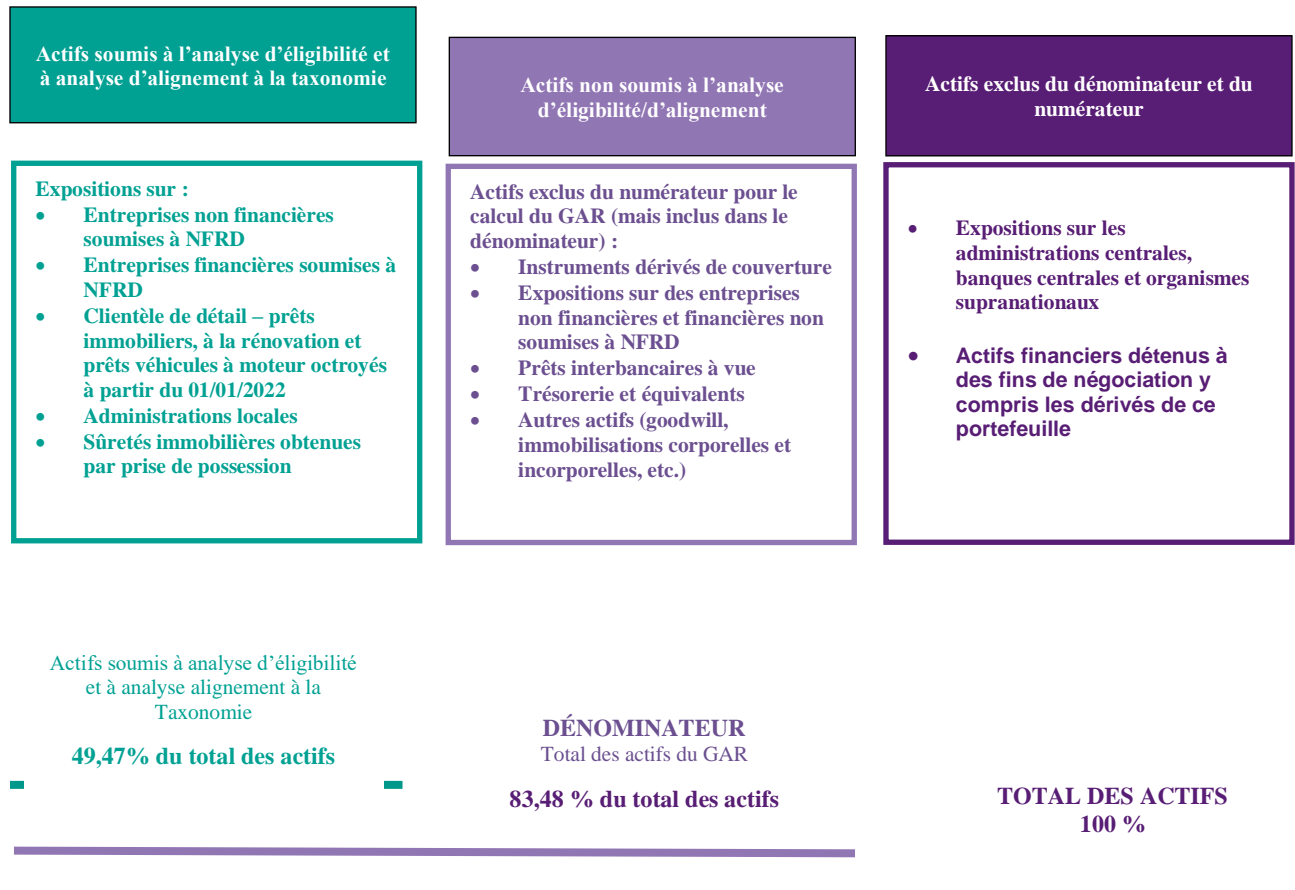 Actifs soumis à l'analyse d'éligibilité et
à analyse d'alignement à la taxonomie
Actifs non soumis à l'analyse
d'éligibilité/d'alignement
Actifs exclus du dénominateur et du
numérateur
Expositions sur :
• Entreprises non financières
soumises à NFRD
• Entreprises financières soumises à
NFRD
• Clientèle de détail – prêts
immobiliers, à la rénovation et
prêts véhicules à moteur octroyés
à partir du 01/01/2022
• Administrations locales
• Sûretés immobilières obtenues
par prise de possession
Actifs exclus du numérateur pour le
calcul du GAR (mais inclus dans le
dénominateur) :
• Instruments dérivés de couverture
• Expositions sur des entreprises
non financières et financières non
soumises à NFRD
• Prêts interbancaires à vue
• Trésorerie et équivalents
• Autres actifs (goodwill,
immobilisations corporelles et
incorporelles, etc.)
• Expositions sur les
administrations centrales,
banques centrales et organismes
supranationaux
• Actifs financiers détenus à
des fins de négociation y
compris les dérivés de ce
portefeuille
Actifs soumis à analyse d'éligibilité
et à analyse alignement à la
Taxonomie
49,47% du total des actifs
DÉNOMINATEUR
Total des actifs du GAR
83,48 % du total des actifs
TOTAL DES ACTIFS
100 %